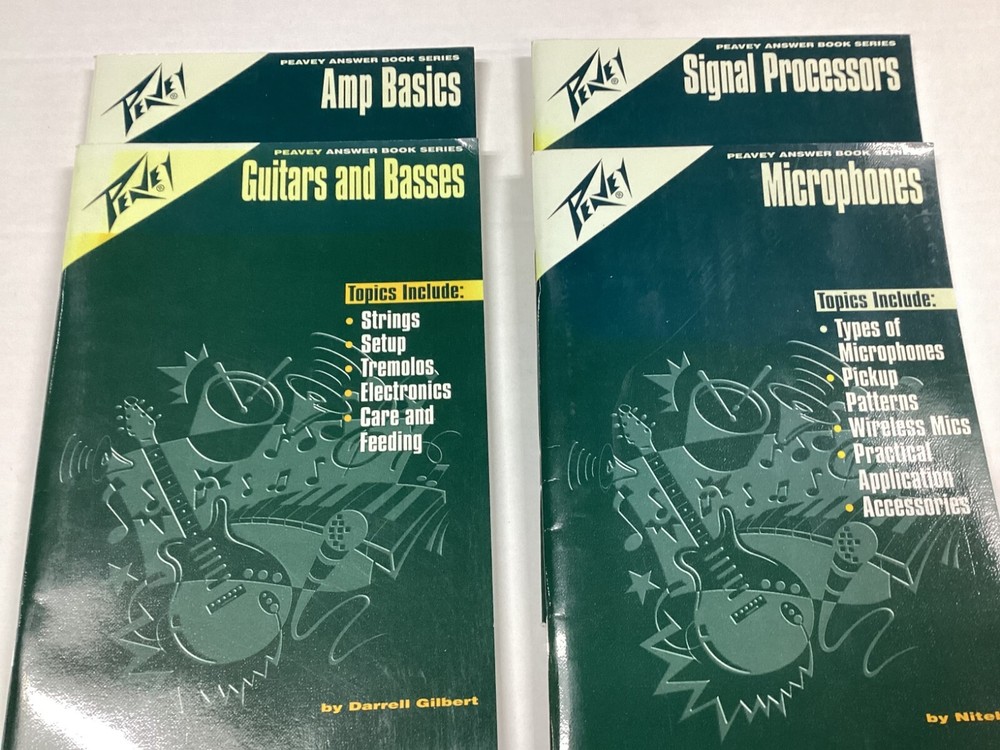 PEAVEY
PEAVEY ANSWER BOOK SERIES
Amp Basics
PEAVEY
PEAVEY ANSWER BOOK SERIES
Signal Processors
PEAVEY
PEAVEY ANSWER BOOK SERIES
Guitars and Basses
Topics Include:
• Strings
• Setup
• Tremolos
• Electronics
• Care and
Feeding
by Darrell Gilbert
PEAVEY
PEAVEY ANSWER BOOK SERIES
Microphones
Topics Include:
• Types of
Microphones
• Pickup
Patterns
• Wireless Mics
• Practical
Application
• Accessories
by